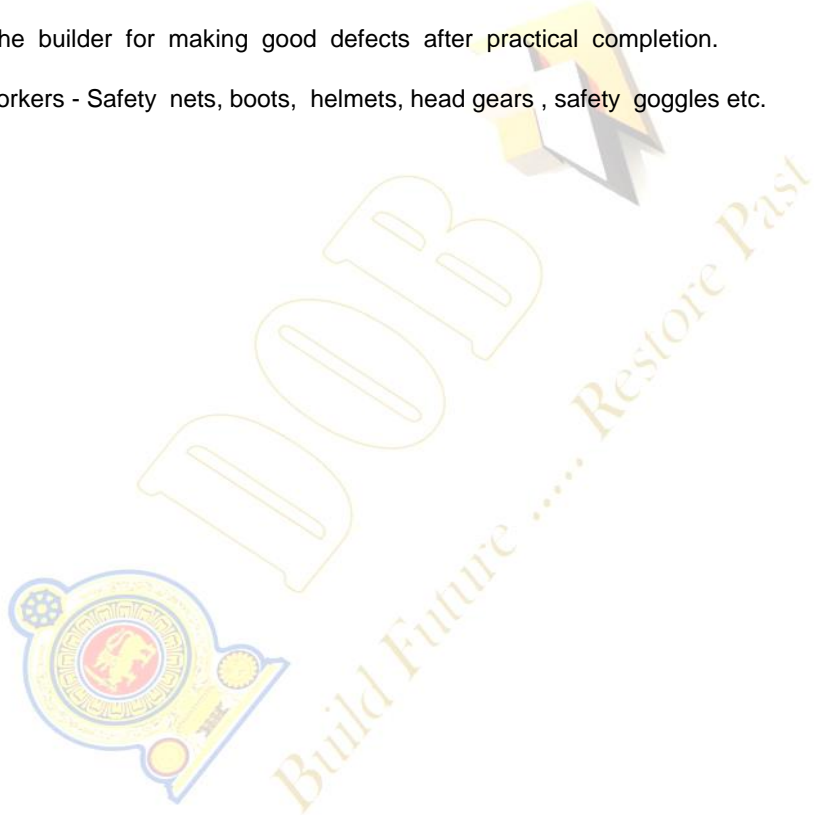 he builder for making good defects after practical completion.
orkers - Safety nets, boots, helmets, head gears , safety goggles etc.
DOB
Build Future ..... Restore Past